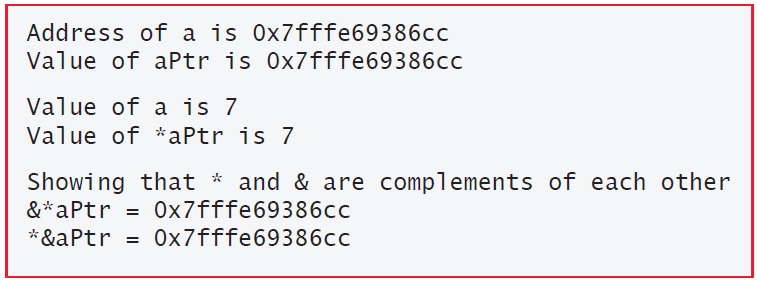 Address of a is 0x7fffe69386cc
Value of aPtr is 0x7fffe69386cc
Value of a is 7
Value of *aPtr is 7
Showing that * and & are complements of each other
&*aPtr = 0x7fffe69386cc
*&aPtr = 0x7fffe69386cc